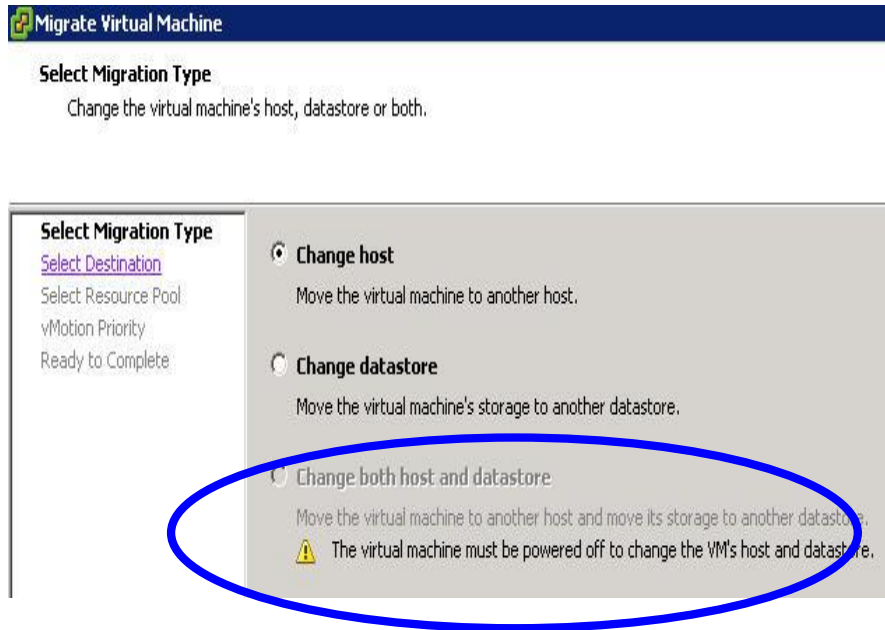 Migrate Virtual Machine
Select Migration Type
Change the virtual machine's host, datastore or both.
Select Migration Type
Select Destination
Select Resource Pool
vMotion Priority
Ready to Complete
Change host
Move the virtual machine to another host.
Change datastore
Move the virtual machine's storage to another datastore.
Change both host and datastore
Move the virtual machine to another host and move its storage to another datastore.
The virtual machine must be powered off to change the VM's host and datastore.